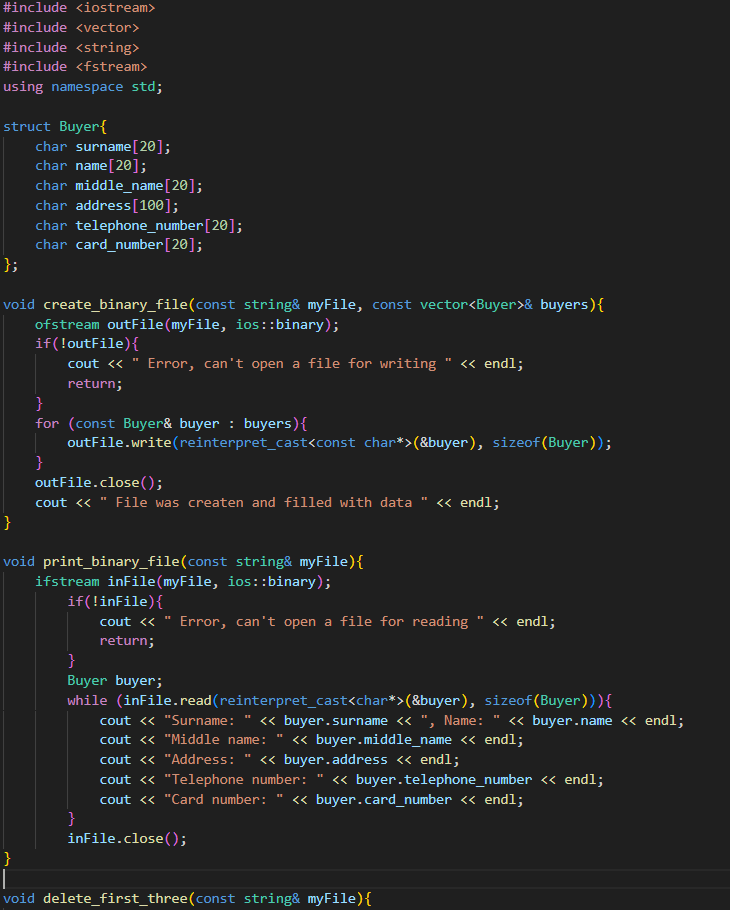 #include <iostream>
#include <vector>
#include <string>
#include <fstream>
using namespace std;

struct Buyer{
    char surname[20];
    char name[20];
    char middle_name[20];
    char address[100];
    char telephone_number[20];
    char card_number[20];
};

void create_binary_file(const string& myFile, const vector<Buyer>& buyers){
    ofstream outFile(myFile, ios::binary);
    if(!outFile){
        cout << " Error, can't open a file for writing " << endl;
        return;
    }
    for (const Buyer& buyer : buyers){
        outFile.write(reinterpret_cast<const char*>(&buyer), sizeof(Buyer));
    }
    outFile.close();
    cout << " File was createn and filled with data " << endl;
}

void print_binary_file(const string& myFile){
    ifstream inFile(myFile, ios::binary);
        if(!inFile){
            cout << " Error, can't open a file for reading " << endl;
            return;
        }
        Buyer buyer;
        while (inFile.read(reinterpret_cast<char*>(&buyer), sizeof(Buyer))){
            cout << "Surname: " << buyer.surname << ", Name: " << buyer.name << endl;
            cout << "Middle name: " << buyer.middle_name << endl;
            cout << "Address: " << buyer.address << endl;
            cout << "Telephone number: " << buyer.telephone_number << endl;
            cout << "Card number: " << buyer.card_number << endl;
        }
        inFile.close();
}

void delete_first_three(const string& myFile){